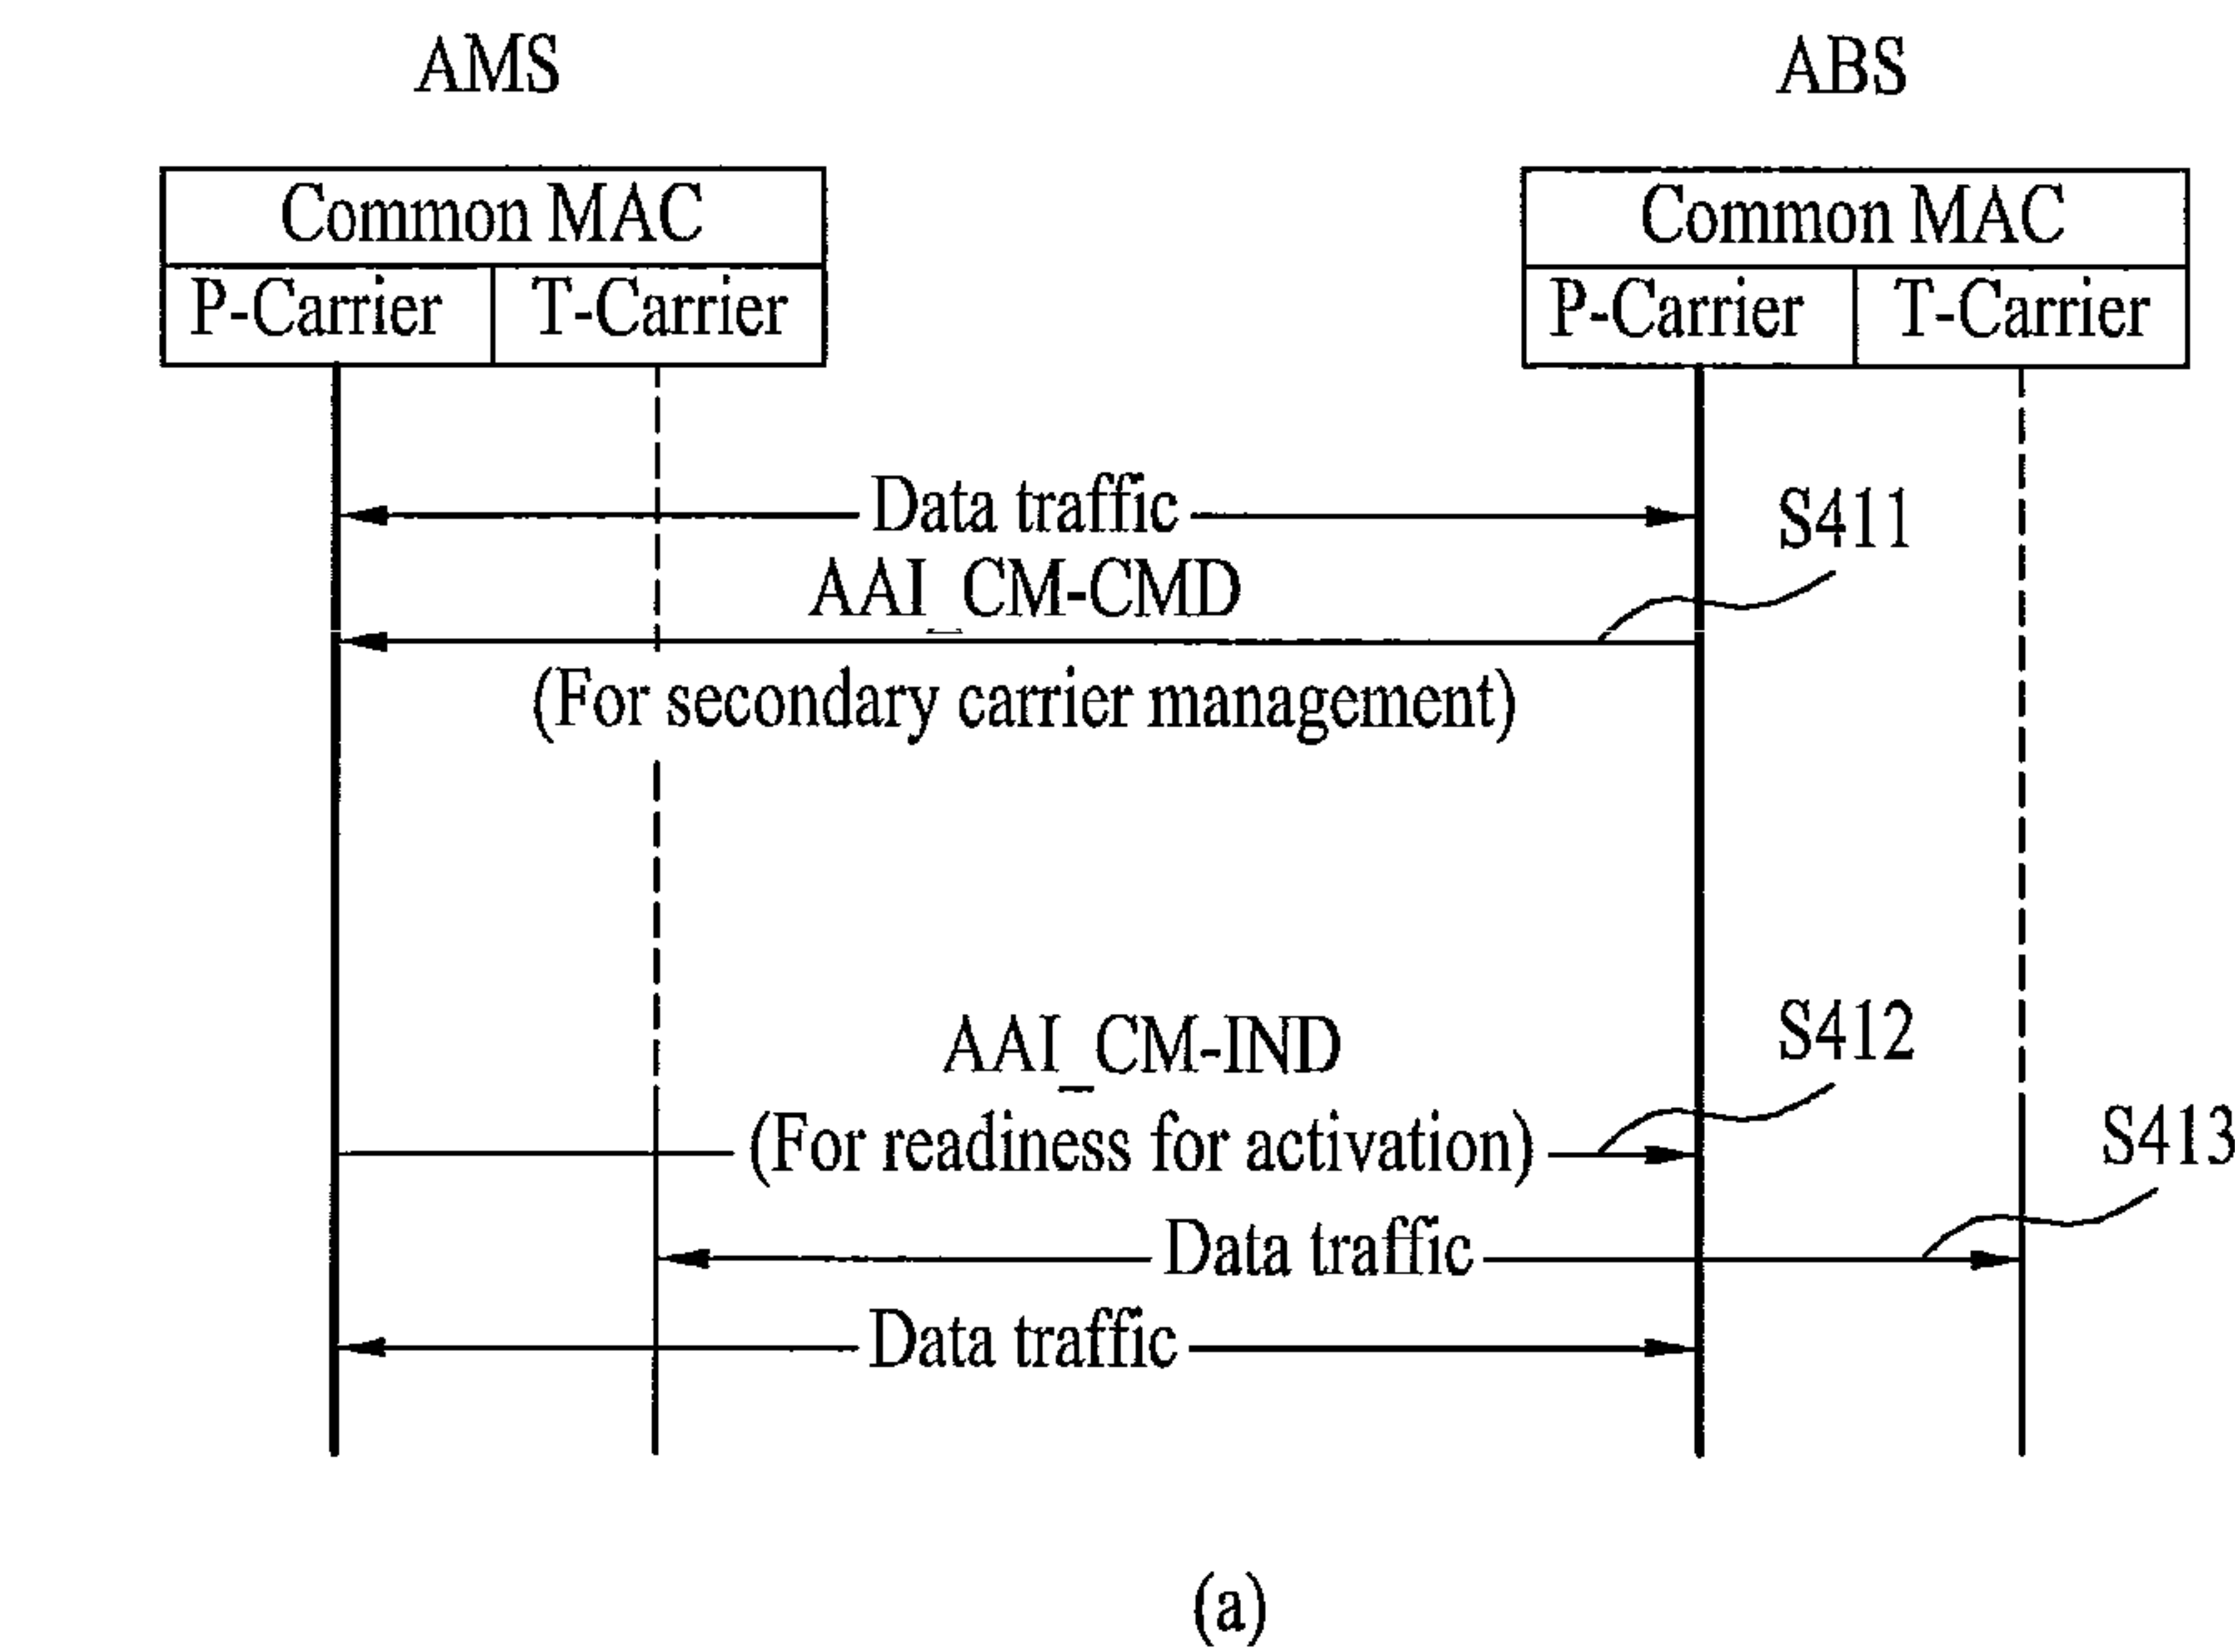 AMS
ABS
Common MAC
P-Carrier
T-Carrier
Common MAC
P-Carrier
T-Carrier
Data traffic
S411
AAI_CM-CMD
(For secondary carrier management)
S412
AAI_CM-IND
(For readiness for activation)
S413
Data traffic
Data traffic
(a)